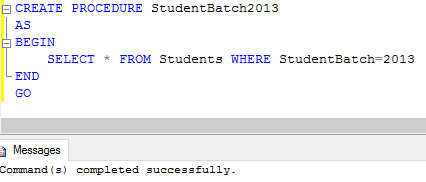 CREATE PROCEDURE StudentBatch2013
AS
BEGIN
SELECT * FROM Students WHERE StudentBatch=2013
END
GO
Messages
Command(s) completed successfully.